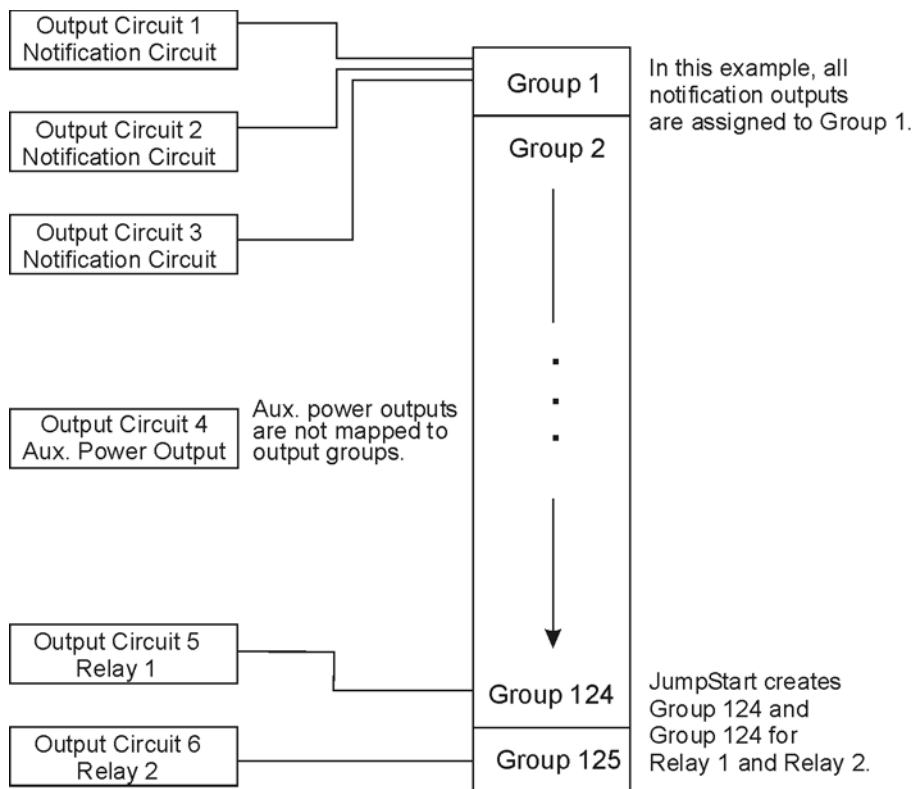 Output Circuit 1
Notification Circuit
Output Circuit 2
Notification Circuit
Output Circuit 3
Notification Circuit
Output Circuit 4
Aux. Power Output
Aux. power outputs
are not mapped to
output groups.
Output Circuit 5
Relay 1
Output Circuit 6
Relay 2
Group 1
Group 2
Group 124
Group 125
In this example, all
notification outputs
are assigned to Group 1.
JumpStart creates
Group 124 and
Group 124 for
Relay 1 and Relay 2.